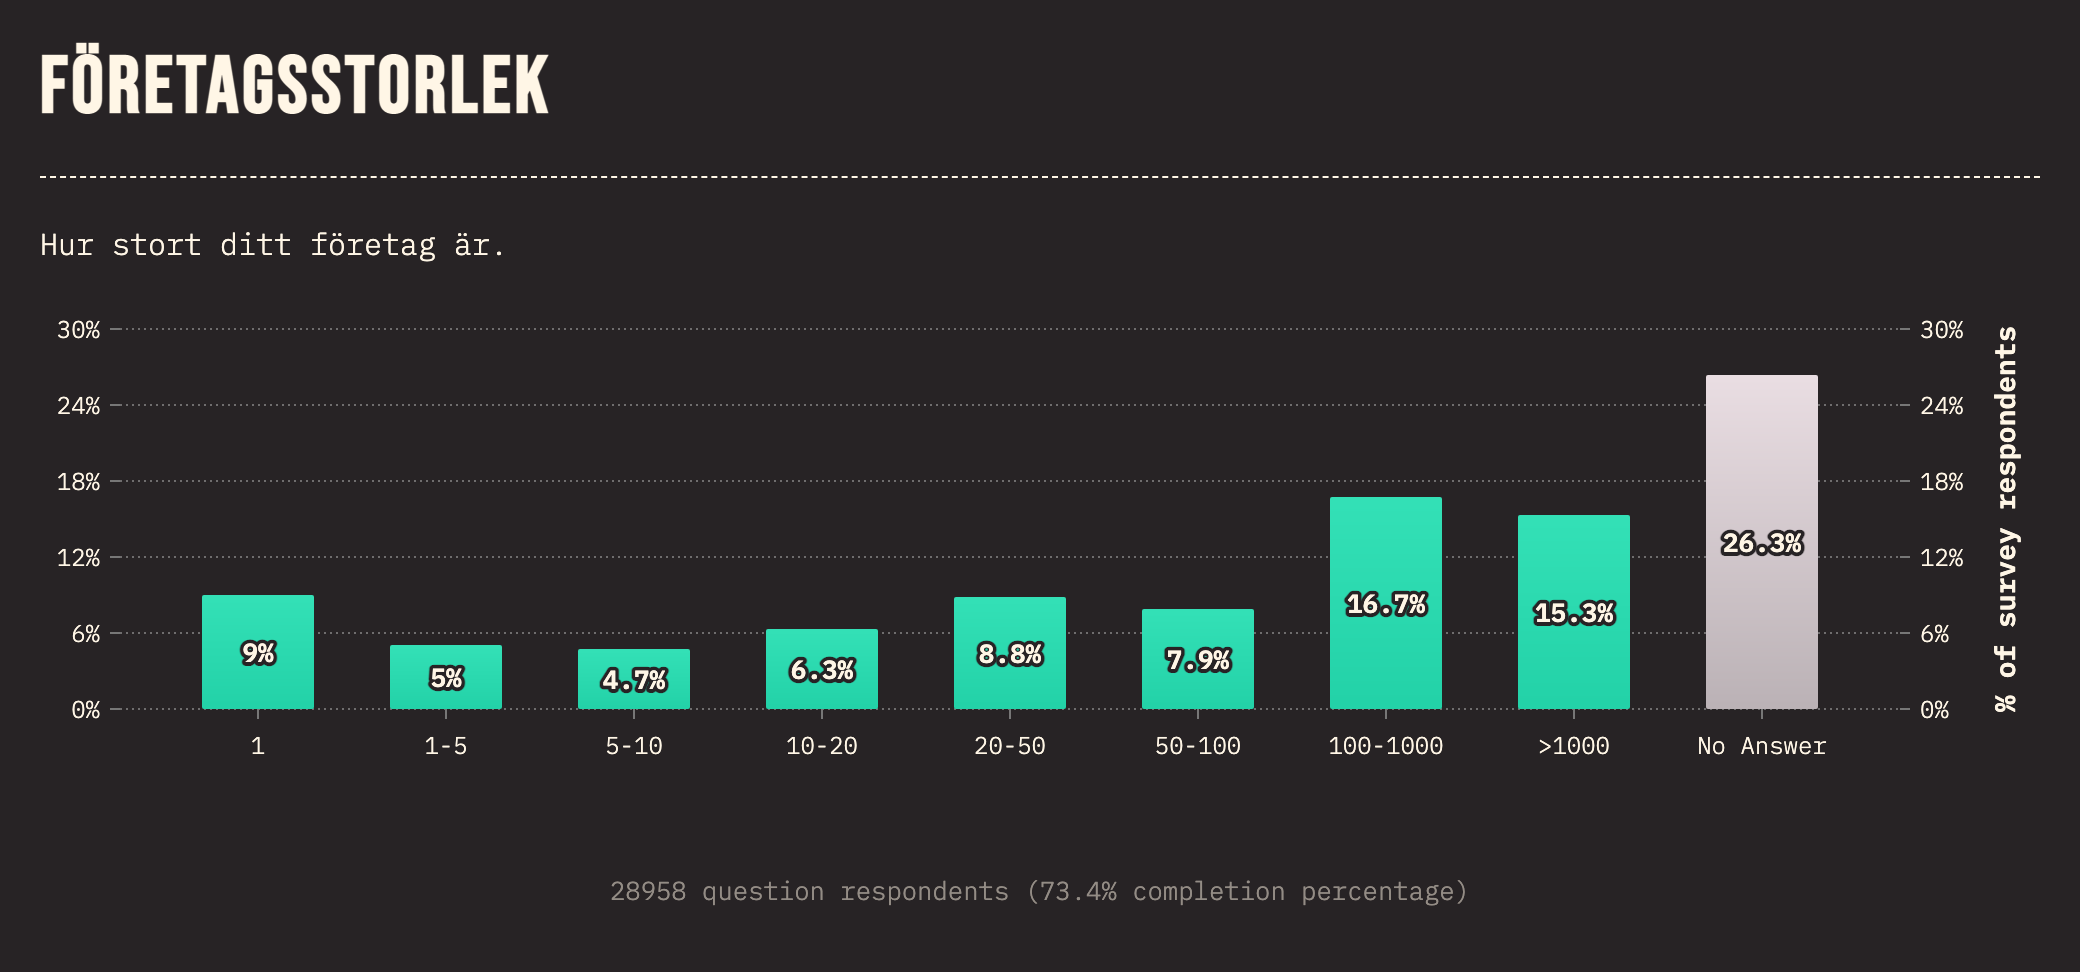 FÖRETAGSSTORLEK
Hur stort ditt företag är.
30% 30%
24% 24%
18% 18%
12% 12%
6% 6%
0% 0%
9% 5% 4.7% 6.3% 8.8% 7.9% 16.7% 15.3% 26.3%
1 1-5 5-10 10-20 20-50 50-100 100-1000 >1000 No Answer
% of survey respondents
28958 question respondents (73.4% completion percentage)